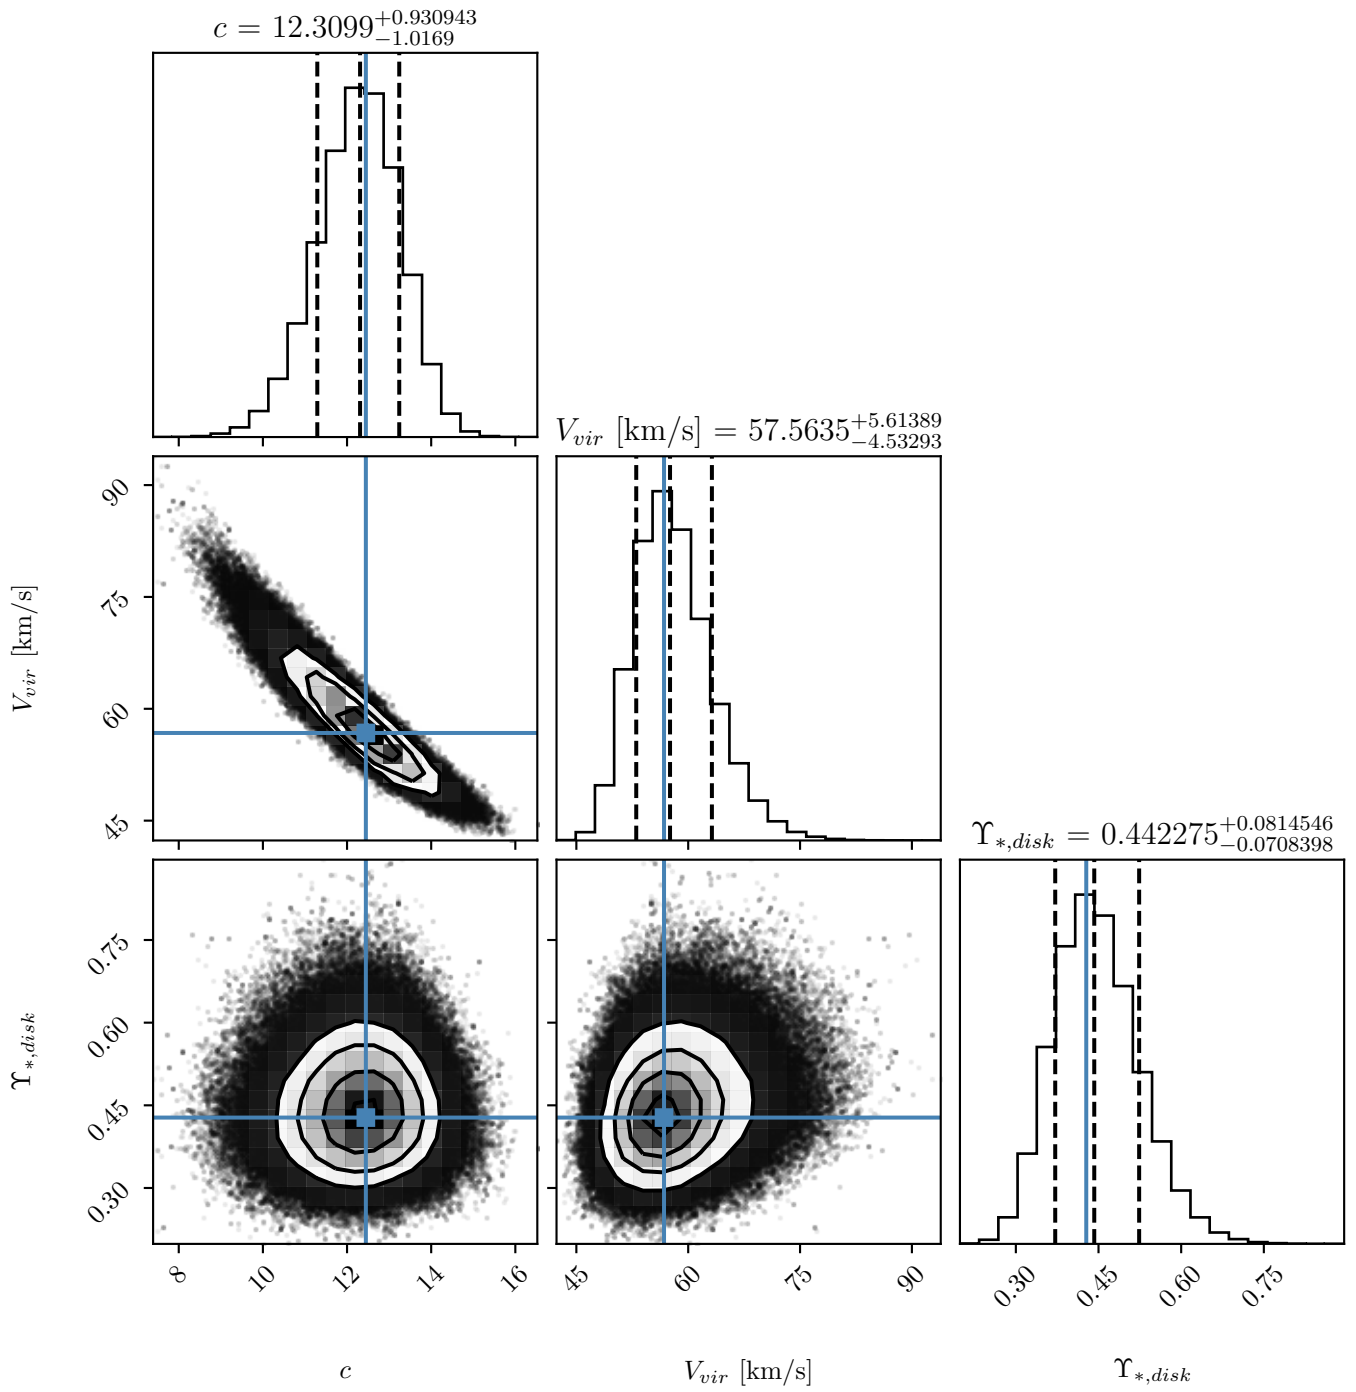 c = 12.3099^{+0.930943}_{-1.0169}
V_{vir} [km/s] = 57.5635^{+5.61389}_{-4.53293}
90
75
60
45
V_{vir} [km/s]
Υ_{*,disk} = 0.442275^{+0.0814546}_{-0.0708398}
0.75
0.60
0.45
0.30
Υ_{*,disk}
8 10 12 14 16
45 60 75 90
0.30 0.45 0.60 0.75
c
V_{vir} [km/s]
Υ_{*,disk}